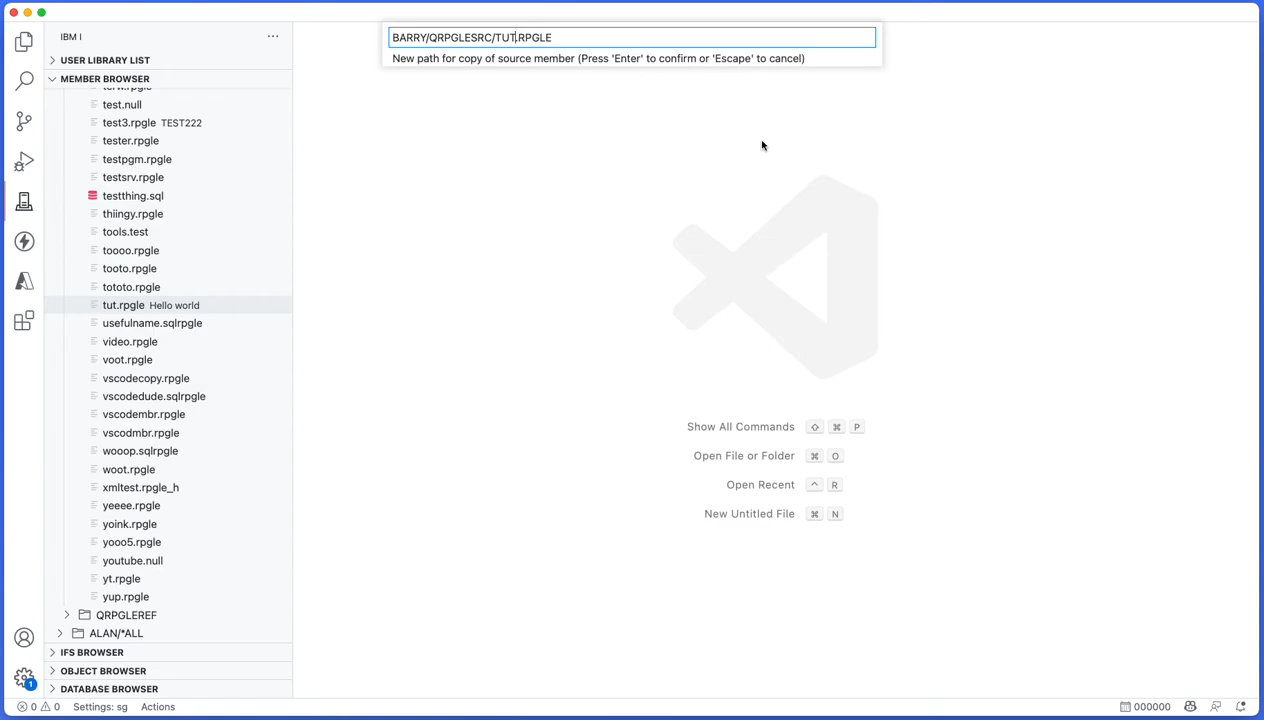 IBM I
USER LIBRARY LIST
MEMBER BROWSER
test.null
test3.rpgle TEST222
tester.rpgle
testpgm.rpgle
testsrv.rpgle
testthing.sql
thiingy.rpgle
tools.test
toooo.rpgle
tooto.rpgle
tototo.rpgle
tut.rpgle Hello world
usefulname.sqlrpgle
video.rpgle
voot.rpgle
vscodecopy.rpgle
vscodedude.sqlrpgle
vscodembr.rpgle
vscodmbr.rpgle
wooop.sqlrpgle
woot.rpgle
xmltest.rpgle_h
yeeee.rpgle
yoink.rpgle
yooo5.rpgle
youtube.null
yt.rpgle
yup.rpgle
QRPGLEREF
ALAN/*ALL
IFS BROWSER
OBJECT BROWSER
DATABASE BROWSER
BARRY/QRPGLESRC/TUT.RPGLE
New path for copy of source member (Press 'Enter' to confirm or 'Escape' to cancel)
Show All Commands ⇧ ⌘ P
Open File or Folder ⌘ O
Open Recent ^ R
New Untitled File ⌘ N
1
0 0 Settings: sg Actions
000000